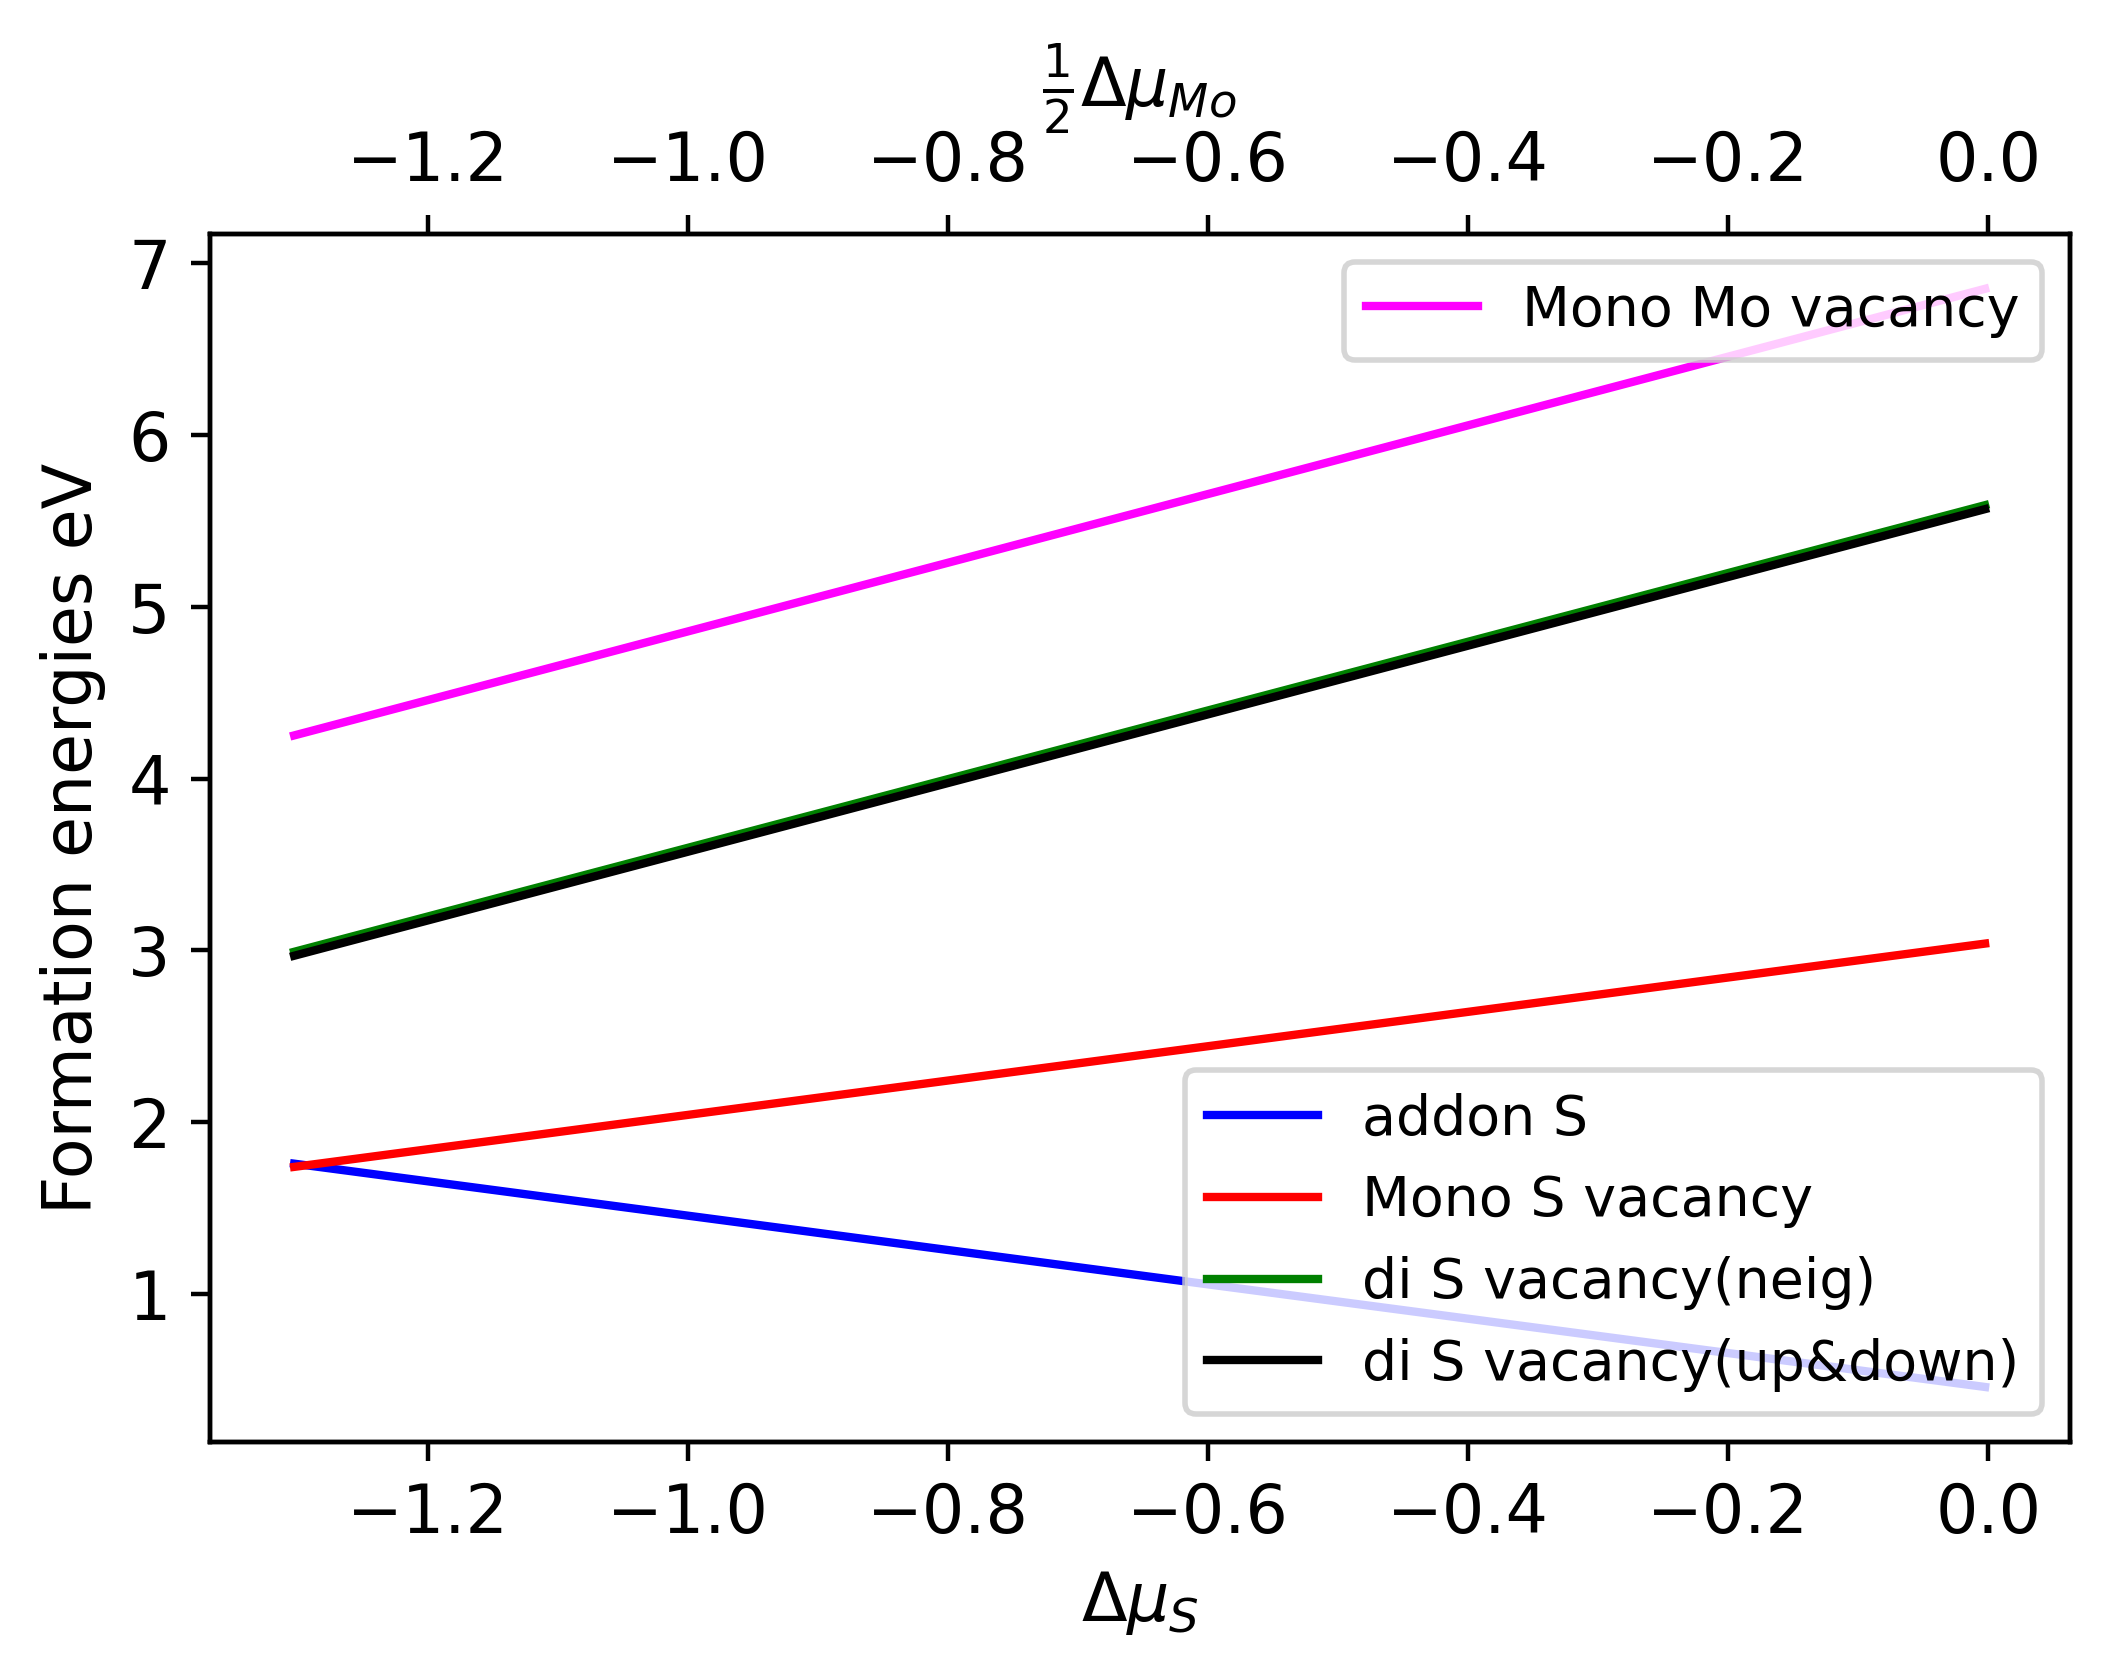 ½Δμ_Mo
−1.2 −1.0 −0.8 −0.6 −0.4 −0.2 0.0
7
6
5
4
3
2
1
Formation energies eV
Mono Mo vacancy
addon S
Mono S vacancy
di S vacancy(neig)
di S vacancy(up&down)
−1.2 −1.0 −0.8 −0.6 −0.4 −0.2 0.0
Δμ_S